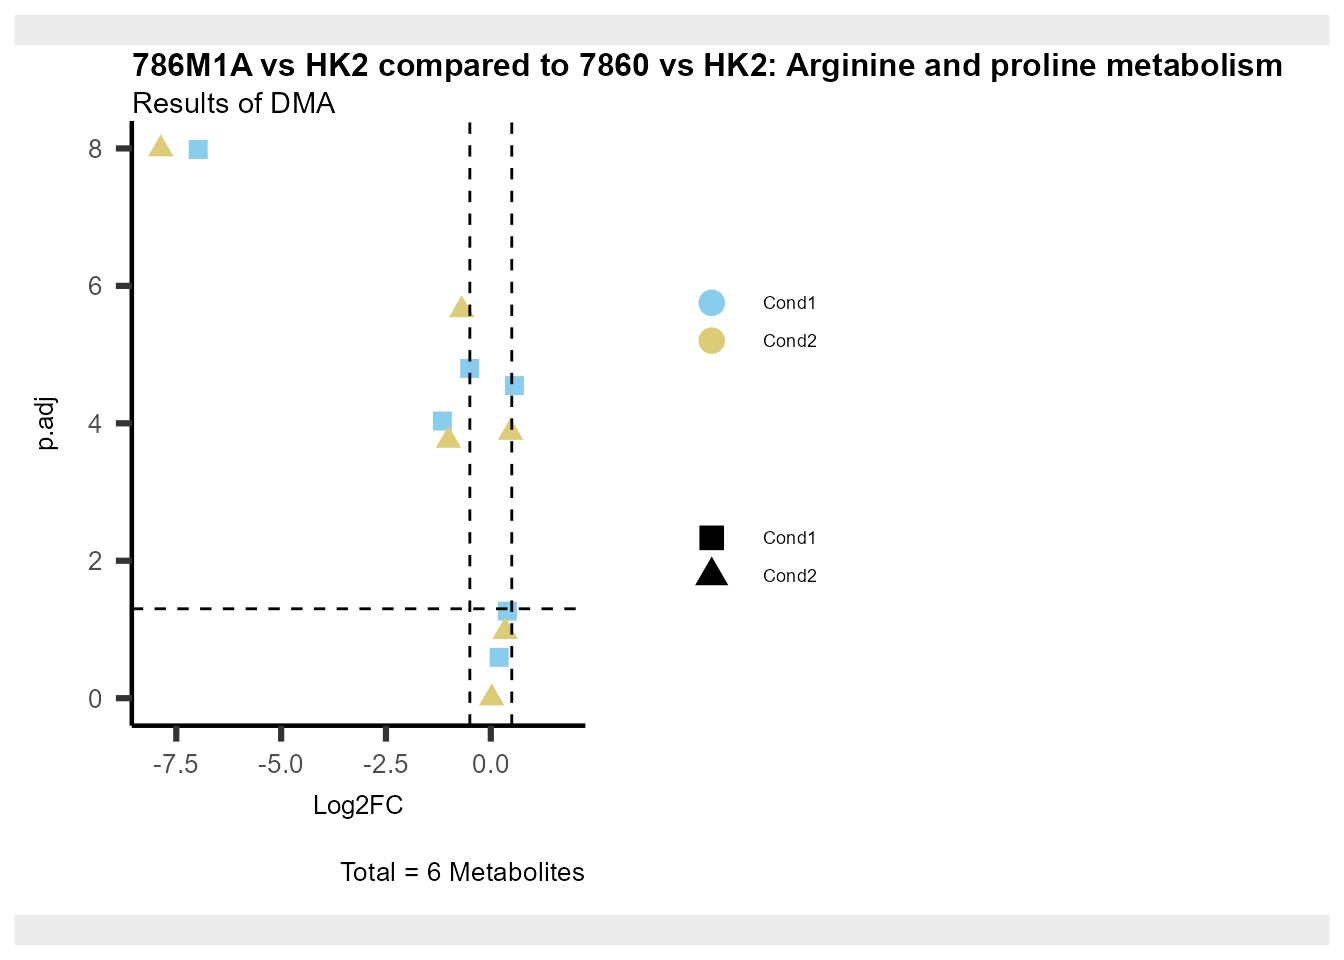 786M1A vs HK2 compared to 7860 vs HK2: Arginine and proline metabolism
Results of DMA
8
6
4
2
0
p.adj
-7.5 -5.0 -2.5 0.0
Log2FC
Cond1
Cond2
Cond1
Cond2
Total = 6 Metabolites